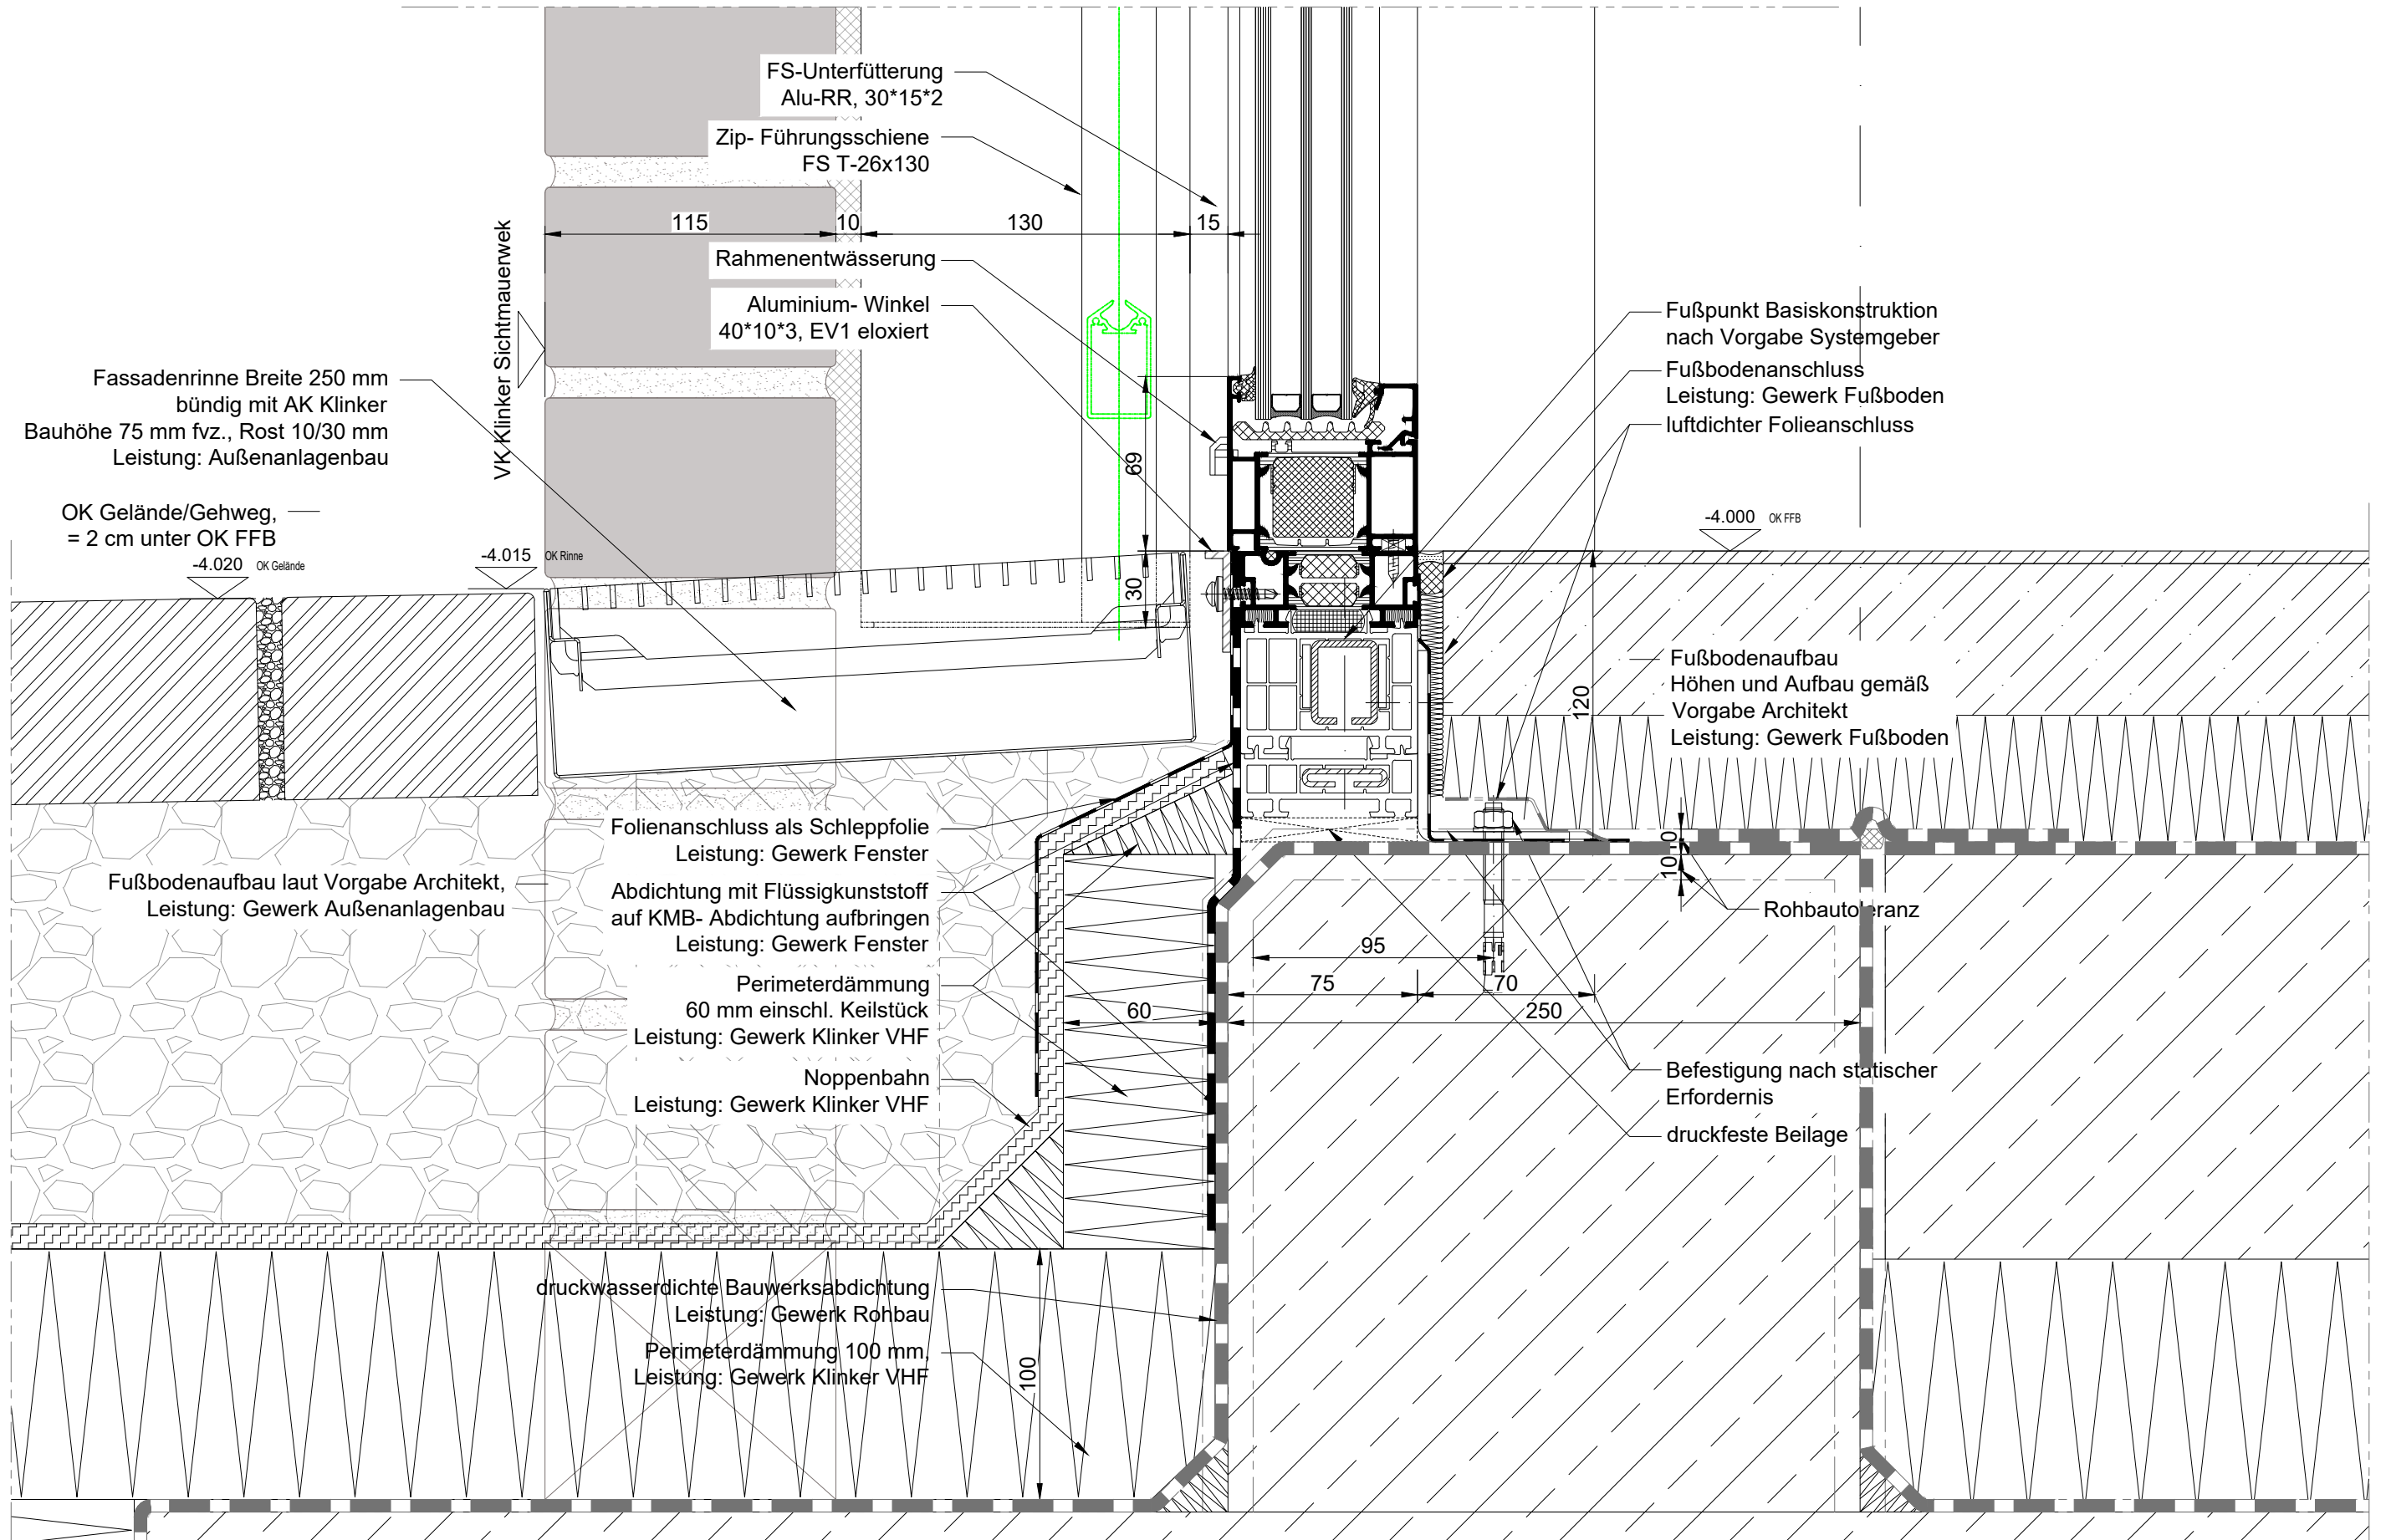 FS-Unterfütterung
Alu-RR, 30*15*2
Zip- Führungsschiene
FS T-26x130
115
10
130
15
Rahmenentwässerung
Aluminium- Winkel
40*10*3, EV1 eloxiert
VK Klinker Sichtmauerwek
Fassadenrinne Breite 250 mm
bündig mit AK Klinker
Bauhöhe 75 mm fvz., Rost 10/30 mm
Leistung: Außenanlagenbau
OK Gelände/Gehweg,
= 2 cm unter OK FFB
-4.020 OK Gelände
-4.015 OK Rinne
69
30
Fußpunkt Basiskonstruktion
nach Vorgabe Systemgeber
Fußbodenanschluss
Leistung: Gewerk Fußboden
luftdichter Folieanschluss
-4.000 OK FFB
Fußbodenaufbau
Höhen und Aufbau gemäß
Vorgabe Architekt
Leistung: Gewerk Fußboden
120
Folienanschluss als Schleppfolie
Leistung: Gewerk Fenster
Fußbodenaufbau laut Vorgabe Architekt,
Leistung: Gewerk Außenanlagenbau
Abdichtung mit Flüssigkunststoff
auf KMB- Abdichtung aufbringen
Leistung: Gewerk Fenster
10
10
Rohbautoleranz
95
75
70
60
250
Perimeterdämmung
60 mm einschl. Keilstück
Leistung: Gewerk Klinker VHF
Noppenbahn
Leistung: Gewerk Klinker VHF
Befestigung nach statischer
Erfordernis
druckfeste Beilage
druckwasserdichte Bauwerksabdichtung
Leistung: Gewerk Rohbau
Perimeterdämmung 100 mm,
Leistung: Gewerk Klinker VHF
100